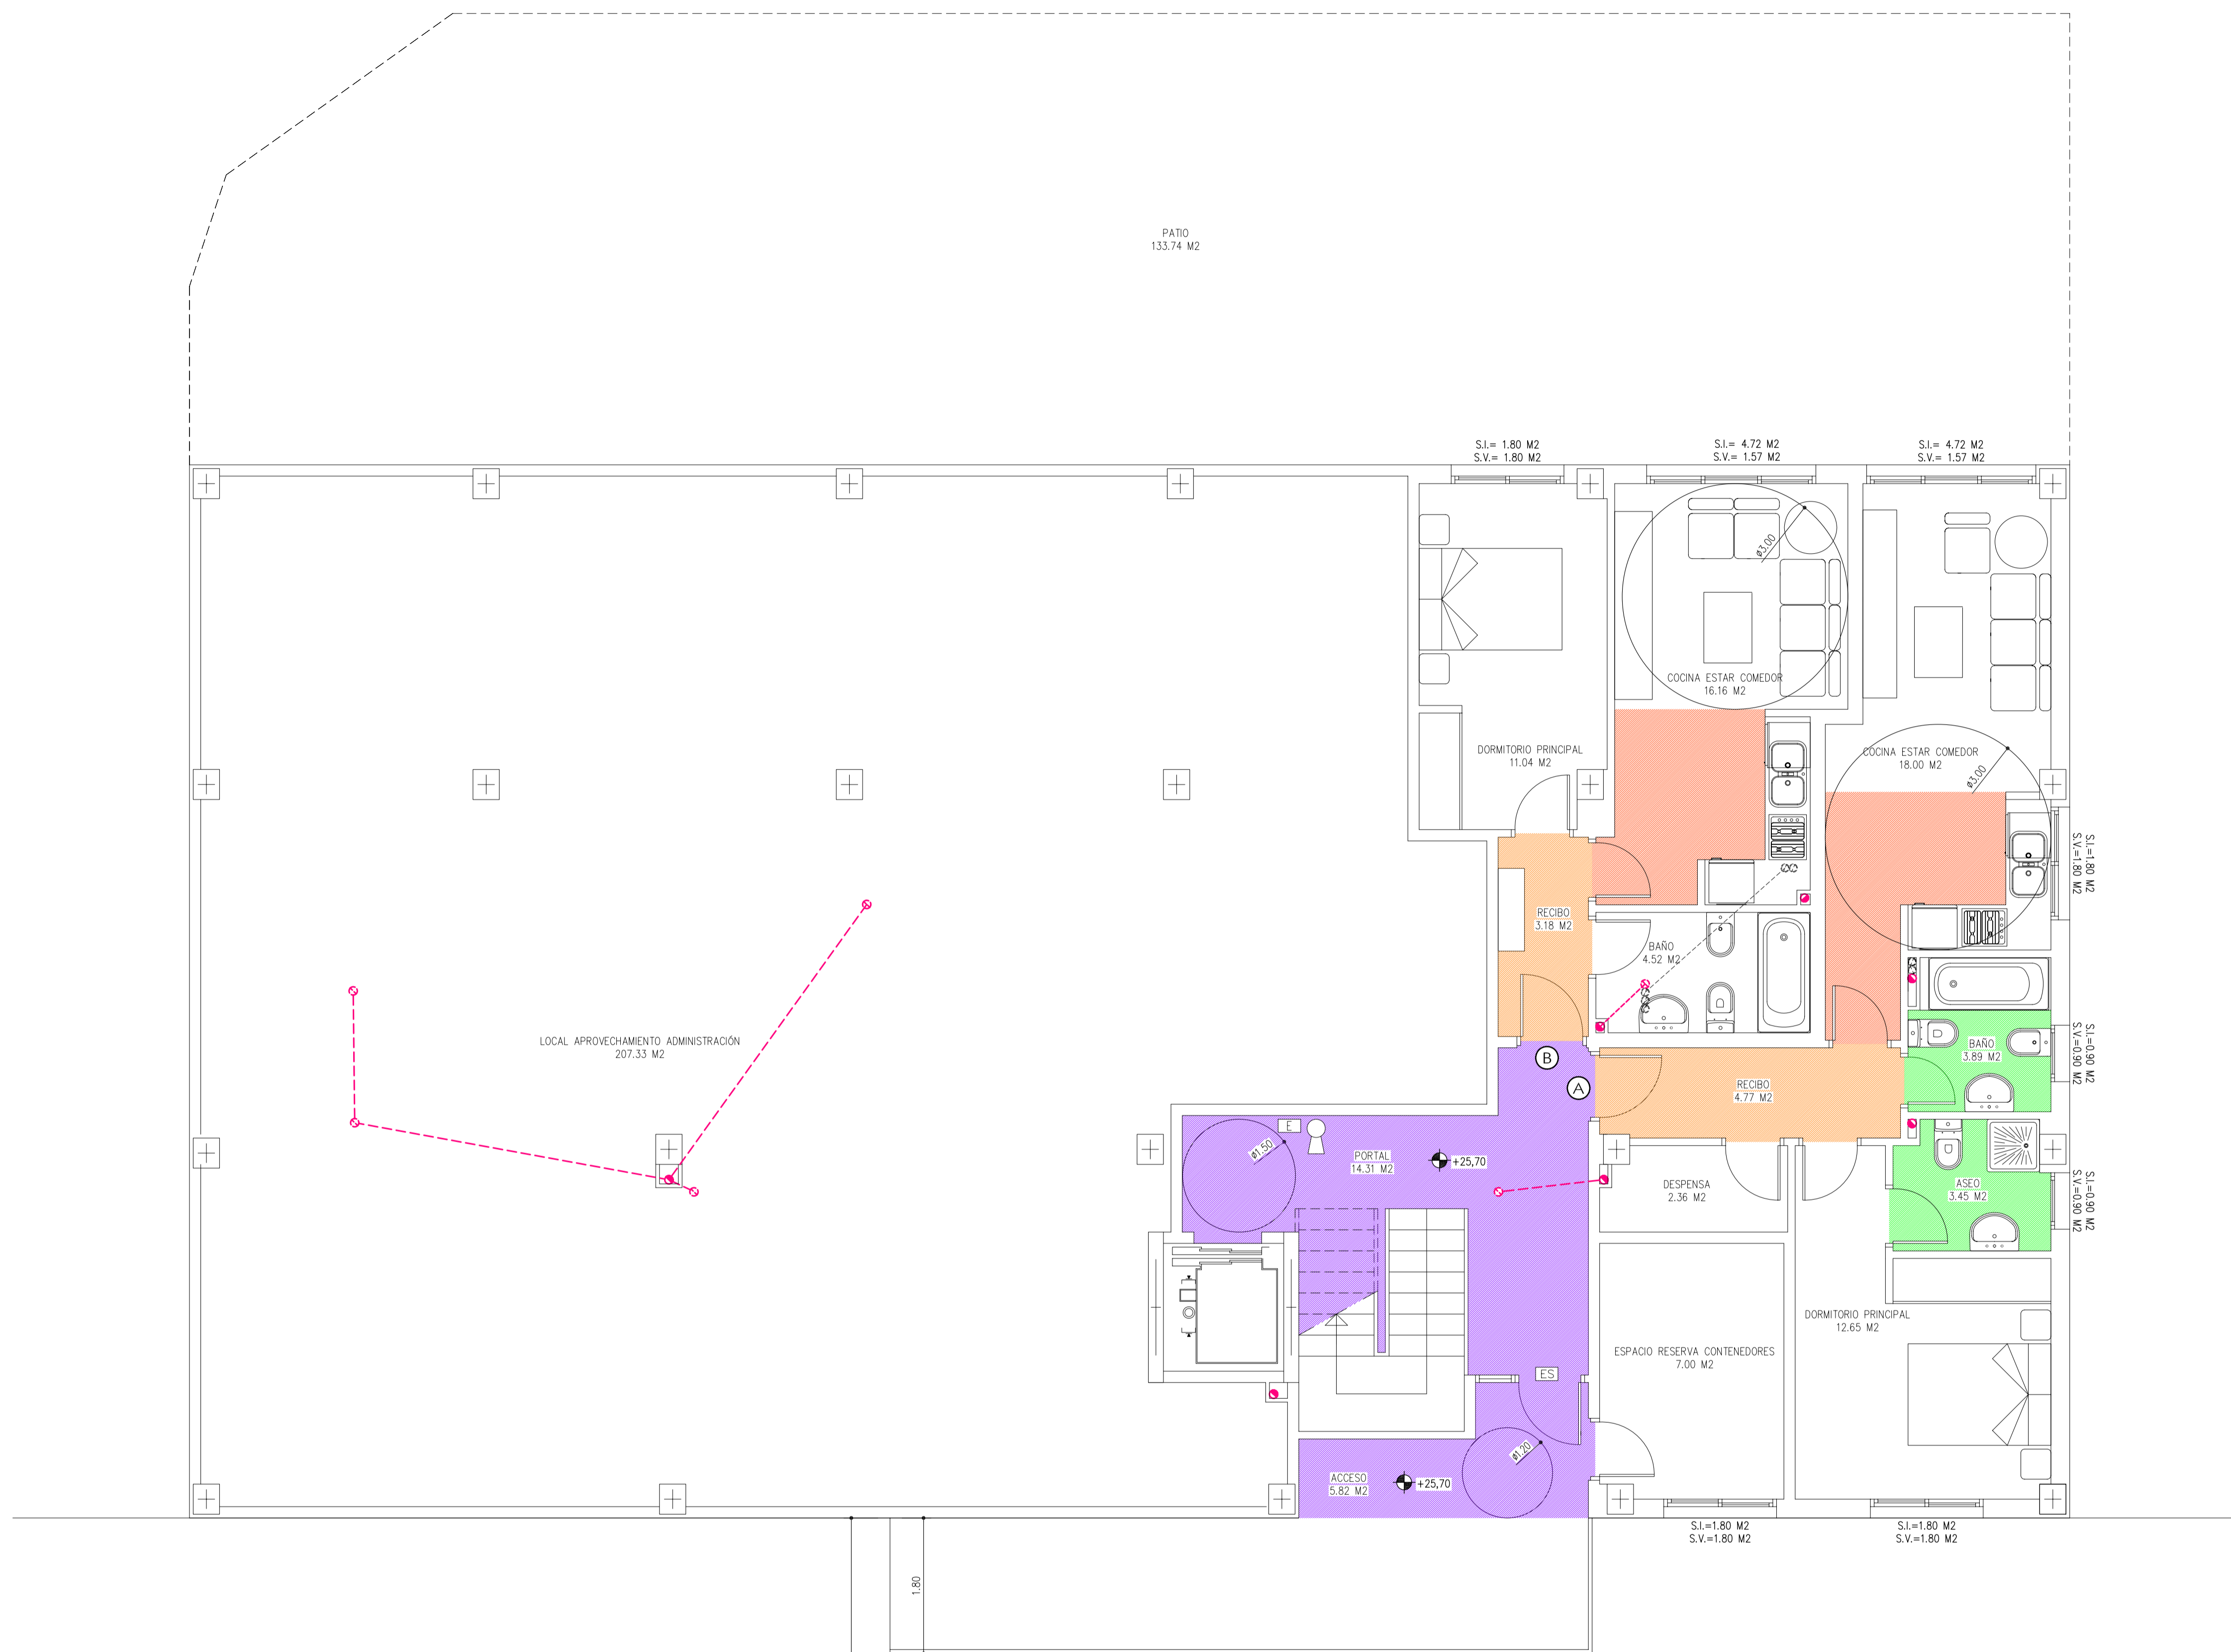 PATIO
133.74 M2
S.I.= 1.80 M2
S.V.= 1.80 M2
S.I.= 4.72 M2
S.V.= 1.57 M2
S.I.= 4.72 M2
S.V.= 1.57 M2
ø3.00
COCINA ESTAR COMEDOR
16.16 M2
DORMITORIO PRINCIPAL
11.04 M2
COCINA ESTAR COMEDOR
18.00 M2
ø3.00
S.I.=1.80 M2
S.V.=1.80 M2
RECIBO
3.18 M2
BAÑO
4.52 M2
LOCAL APROVECHAMIENTO ADMINISTRACIÓN
207.33 M2
BAÑO
3.89 M2
S.I.=0.90 M2
S.V.=0.90 M2
B
A
RECIBO
4.77 M2
E
ø1.50
PORTAL
14.31 M2
+25,70
DESPENSA
2.36 M2
ASEO
3.45 M2
S.I.=0.90 M2
S.V.=0.90 M2
DORMITORIO PRINCIPAL
12.65 M2
ESPACIO RESERVA CONTENEDORES
7.00 M2
ES
ø1.20
ACCESO
5.82 M2
+25,70
S.I.=1.80 M2
S.V.=1.80 M2
S.I.=1.80 M2
S.V.=1.80 M2
1.80